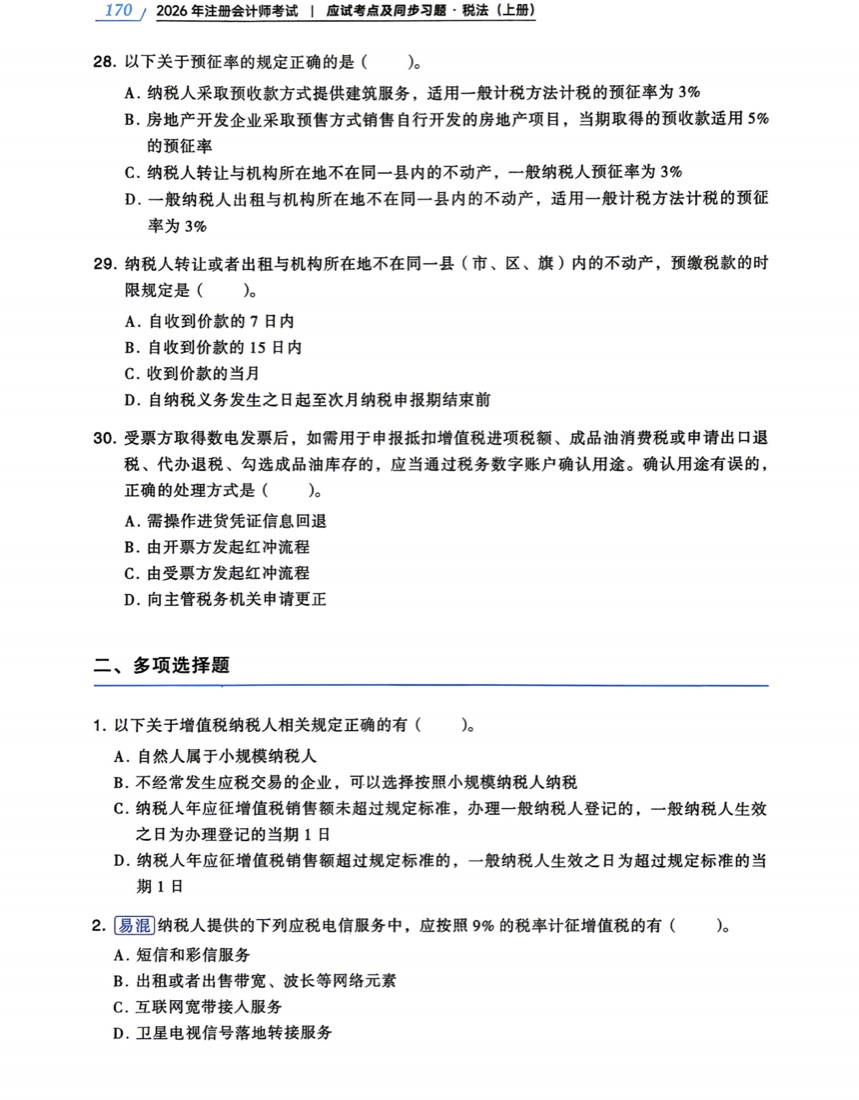 170 / 2026年注册会计师考试 | 应试考点及同步习题·税法(上册)
28. 以下关于预征率的规定正确的是( )。
A. 纳税人采取预收款方式提供建筑服务,适用一般计税方法计税的预征率为 3%
B. 房地产开发企业采取预售方式销售自行开发的房地产项目,当期取得的预收款适用 5%
的预征率
C. 纳税人转让与机构所在地不在同一县内的不动产,一般纳税人预征率为 3%
D. 一般纳税人出租与机构所在地不在同一县内的不动产,适用一般计税方法计税的预征
率为 3%
29. 纳税人转让或者出租与机构所在地不在同一县(市、区、旗)内的不动产,预缴税款的时
限规定是( )。
A. 自收到价款的 7 日内
B. 自收到价款的 15 日内
C. 收到价款的当月
D. 自纳税义务发生之日起至次月纳税申报期结束前
30. 受票方取得数电发票后,如需用于申报抵扣增值税进项税额、成品油消费税或申请出口退
税、代办退税、勾选成品油库存的,应当通过税务数字账户确认用途。确认用途有误的,
正确的处理方式是( )。
A. 需操作进货凭证信息回退
B. 由开票方发起红冲流程
C. 由受票方发起红冲流程
D. 向主管税务机关申请更正
二、多项选择题
1. 以下关于增值税纳税人相关规定正确的有( )。
A. 自然人属于小规模纳税人
B. 不经常发生应税交易的企业,可以选择按照小规模纳税人纳税
C. 纳税人年应征增值税销售额未超过规定标准,办理一般纳税人登记的,一般纳税人生效
之日为办理登记的当期 1 日
D. 纳税人年应征增值税销售额超过规定标准的,一般纳税人生效之日为超过规定标准的当
期 1 日
2. 易混 纳税人提供的下列应税电信服务中,应按照 9% 的税率计征增值税的有( )。
A. 短信和彩信服务
B. 出租或者出售带宽、波长等网络元素
C. 互联网宽带接入服务
D. 卫星电视信号落地转接服务